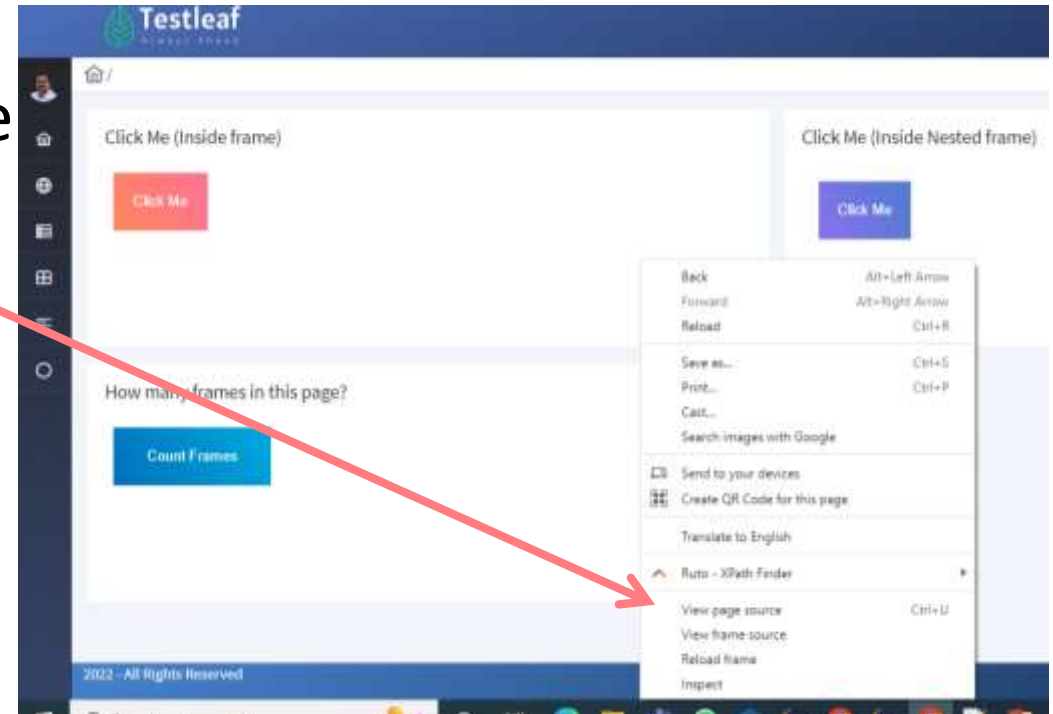 e
Testleaf
/
Click Me (Inside frame)
Click Me (Inside Nested frame)
Click Me
Click Me
Back Alt+Left Arrow
Forward Alt+Right Arrow
Reload Ctrl+R
Save as... Ctrl+S
Print... Ctrl+P
Cast...
Search images with Google
How many frames in this page?
Count Frames
Send to your devices
Create QR Code for this page
Translate to English
Ruto - XPath Finder
View page source Ctrl+U
View frame source
Reload frame
Inspect
2022 - All Rights Reserved